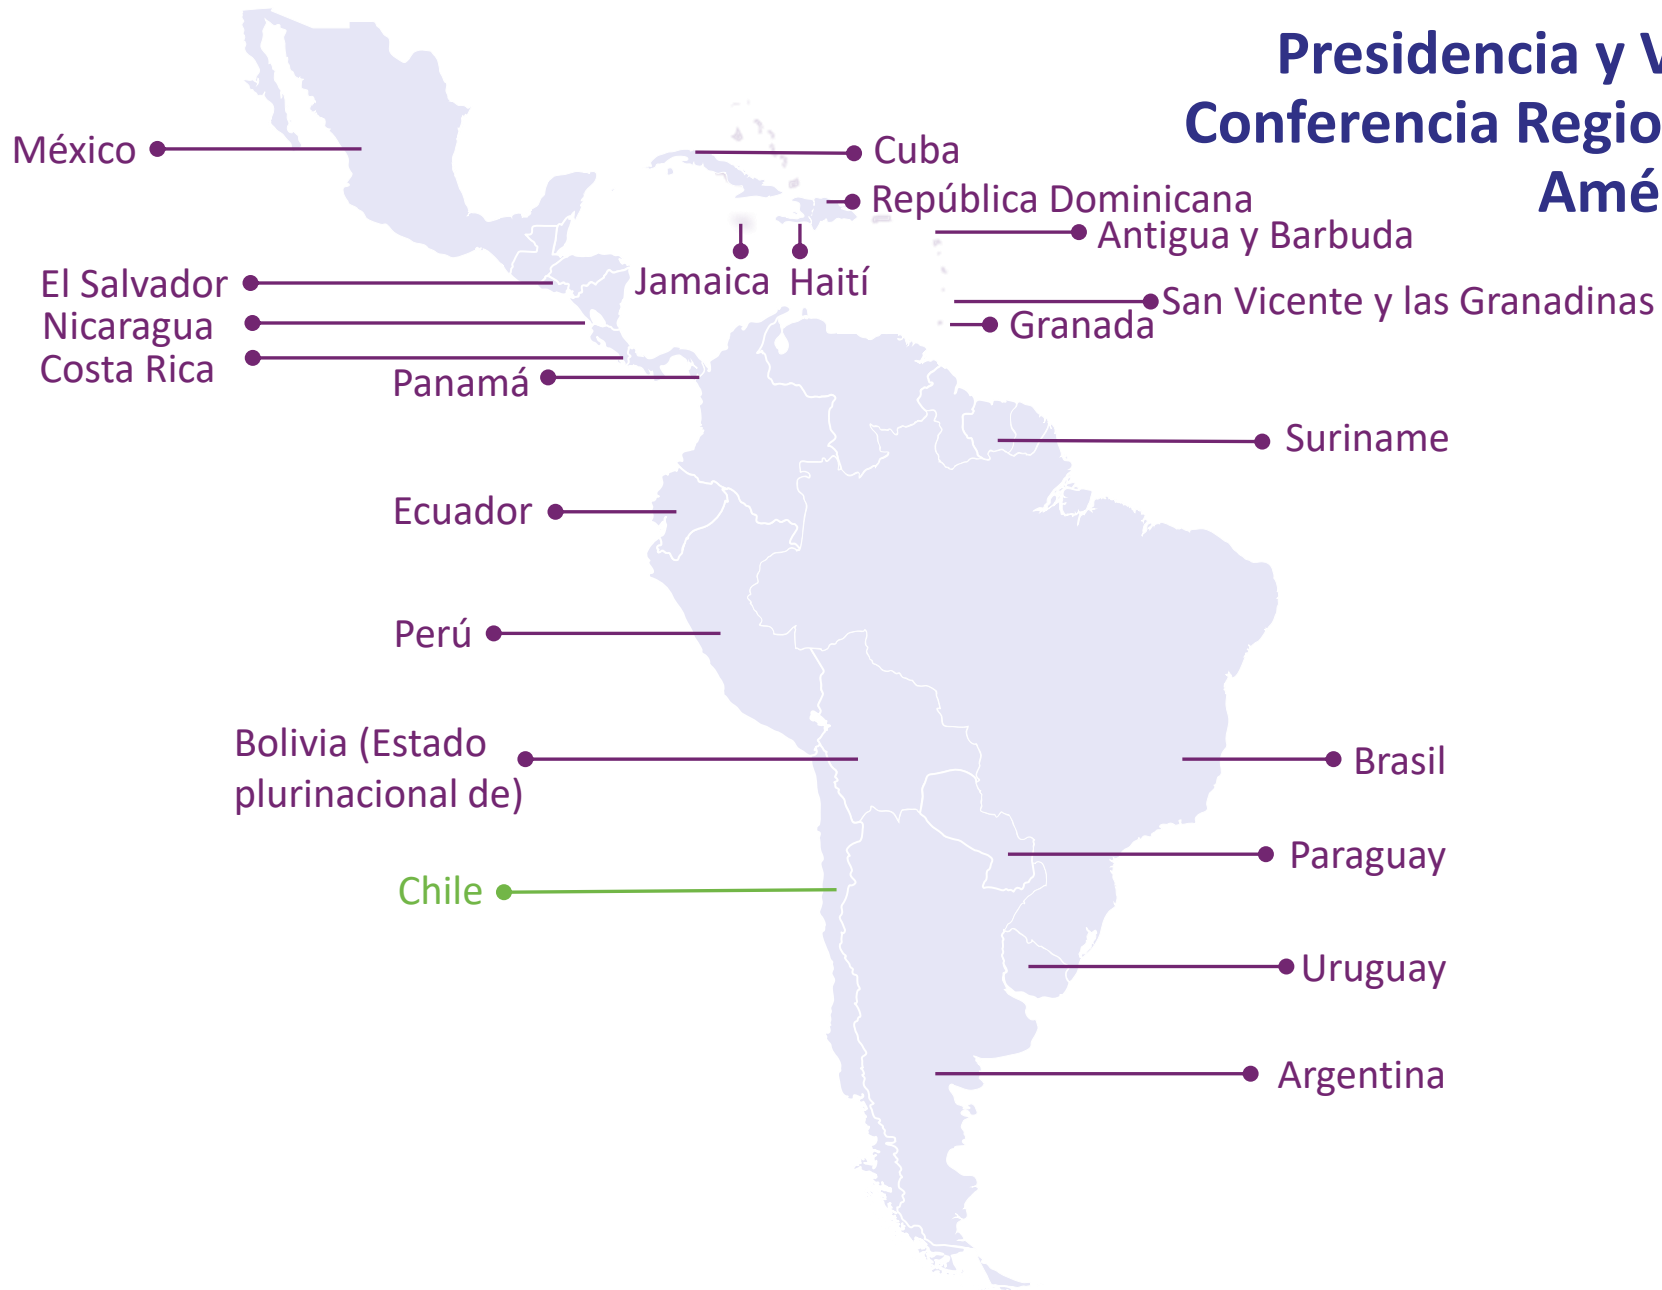 Presidencia y V
Conferencia Regio
Amé
México
Cuba
República Dominicana
Antigua y Barbuda
El Salvador
Jamaica
Haití
San Vicente y las Granadinas
Nicaragua
Granada
Costa Rica
Panamá
Suriname
Ecuador
Perú
Bolivia (Estado
plurinacional de)
Brasil
Paraguay
Chile
Uruguay
Argentina